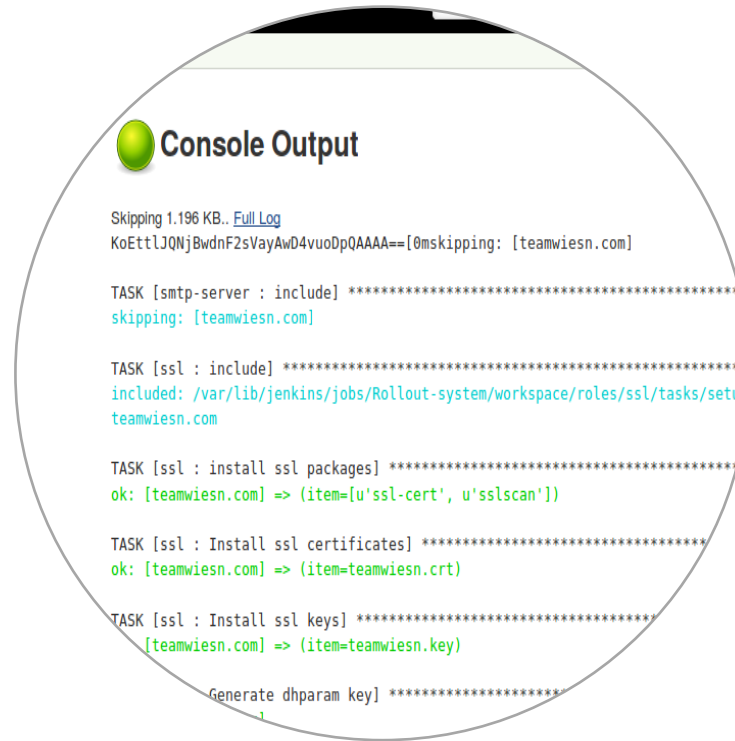 Console Output
Skipping 1.196 KB.. Full Log
KoEttlJQNjBwdnF2sVayAwD4vuoDpQAAAA==[0mskipping: [teamwiesn.com]
TASK [smtp-server : include] ************************************************
skipping: [teamwiesn.com]
TASK [ssl : include] ********************************************************
included: /var/lib/jenkins/jobs/Rollout-system/workspace/roles/ssl/tasks/setu
teamwiesn.com
TASK [ssl : install ssl packages] *******************************************
ok: [teamwiesn.com] => (item=[u'ssl-cert', u'sslscan'])
TASK [ssl : Install ssl certificates] ***********************************
ok: [teamwiesn.com] => (item=teamwiesn.crt)
TASK [ssl : Install ssl keys] *************************************
[teamwiesn.com] => (item=teamwiesn.key)
Generate dhparam key] **********************